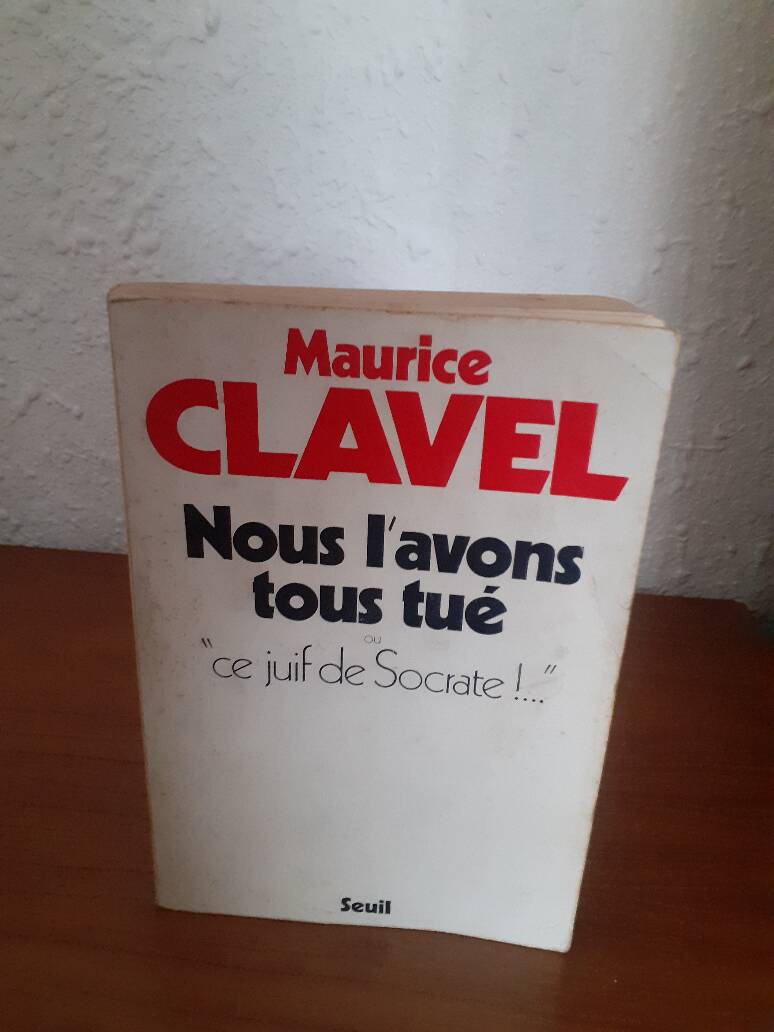 Maurice
CLAVEL
Nous l'avons
tous tué
ou
"ce juif de Socrate !..."
Seuil